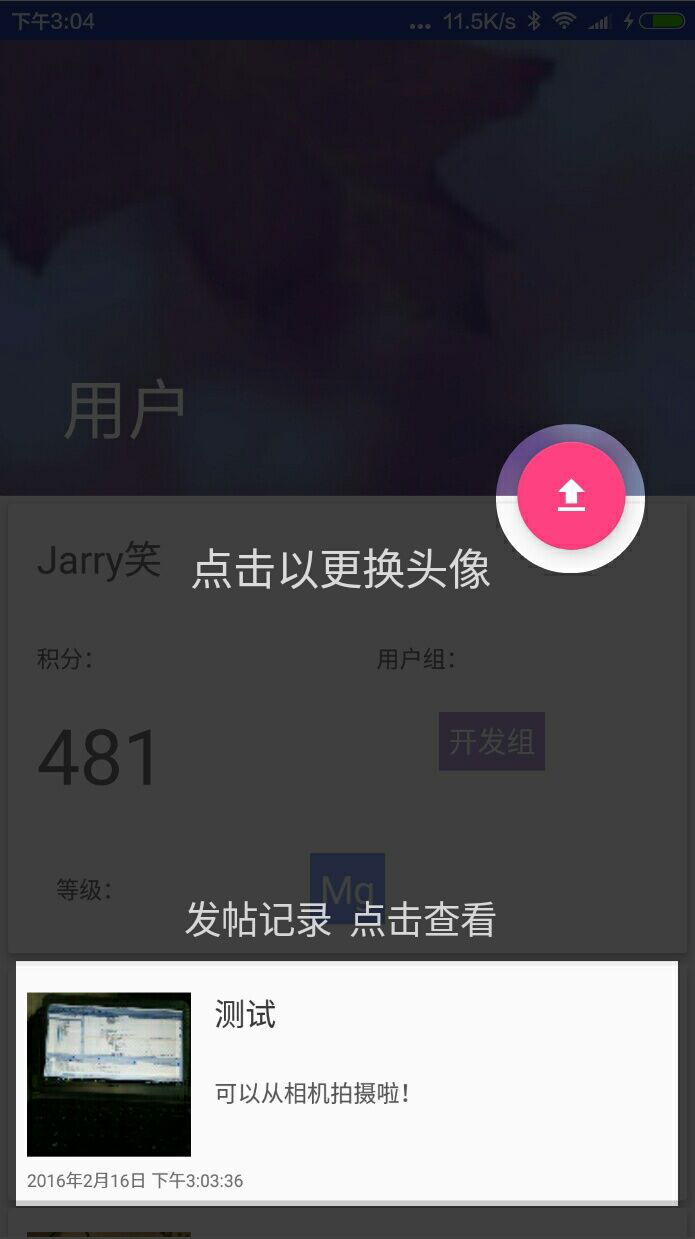 下午3:04
... 11.5K/s
用户
Jarry笑
点击以更换头像
积分：
用户组：
481
开发组
等级：
Mg
发帖记录 点击查看
测试
可以从相机拍摄啦！
2016年2月16日 下午3:03:36